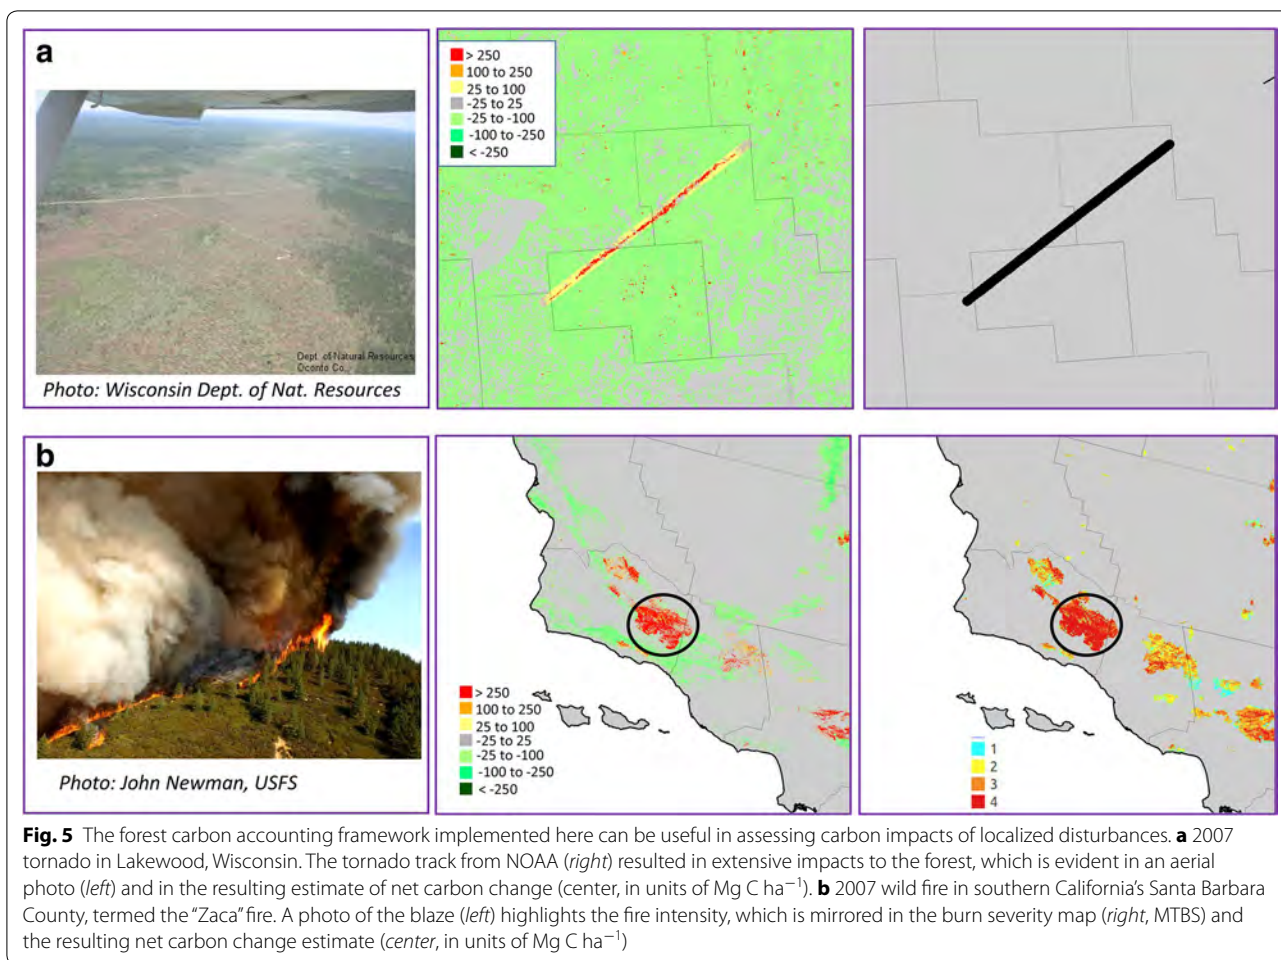 a
> 250
100 to 250
25 to 100
-25 to 25
-25 to -100
-100 to -250
< -250
Dept. of Natural Resources
Oconto Co.
Photo: Wisconsin Dept. of Nat. Resources
b
> 250
100 to 250
25 to 100
-25 to 25
-25 to -100
-100 to -250
< -250
1
2
3
4
Photo: John Newman, USFS
Fig. 5 The forest carbon accounting framework implemented here can be useful in assessing carbon impacts of localized disturbances. a 2007
tornado in Lakewood, Wisconsin. The tornado track from NOAA (right) resulted in extensive impacts to the forest, which is evident in an aerial
photo (left) and in the resulting estimate of net carbon change (center, in units of Mg C ha⁻¹). b 2007 wild fire in southern California's Santa Barbara
County, termed the "Zaca" fire. A photo of the blaze (left) highlights the fire intensity, which is mirrored in the burn severity map (right, MTBS) and
the resulting net carbon change estimate (center, in units of Mg C ha⁻¹)